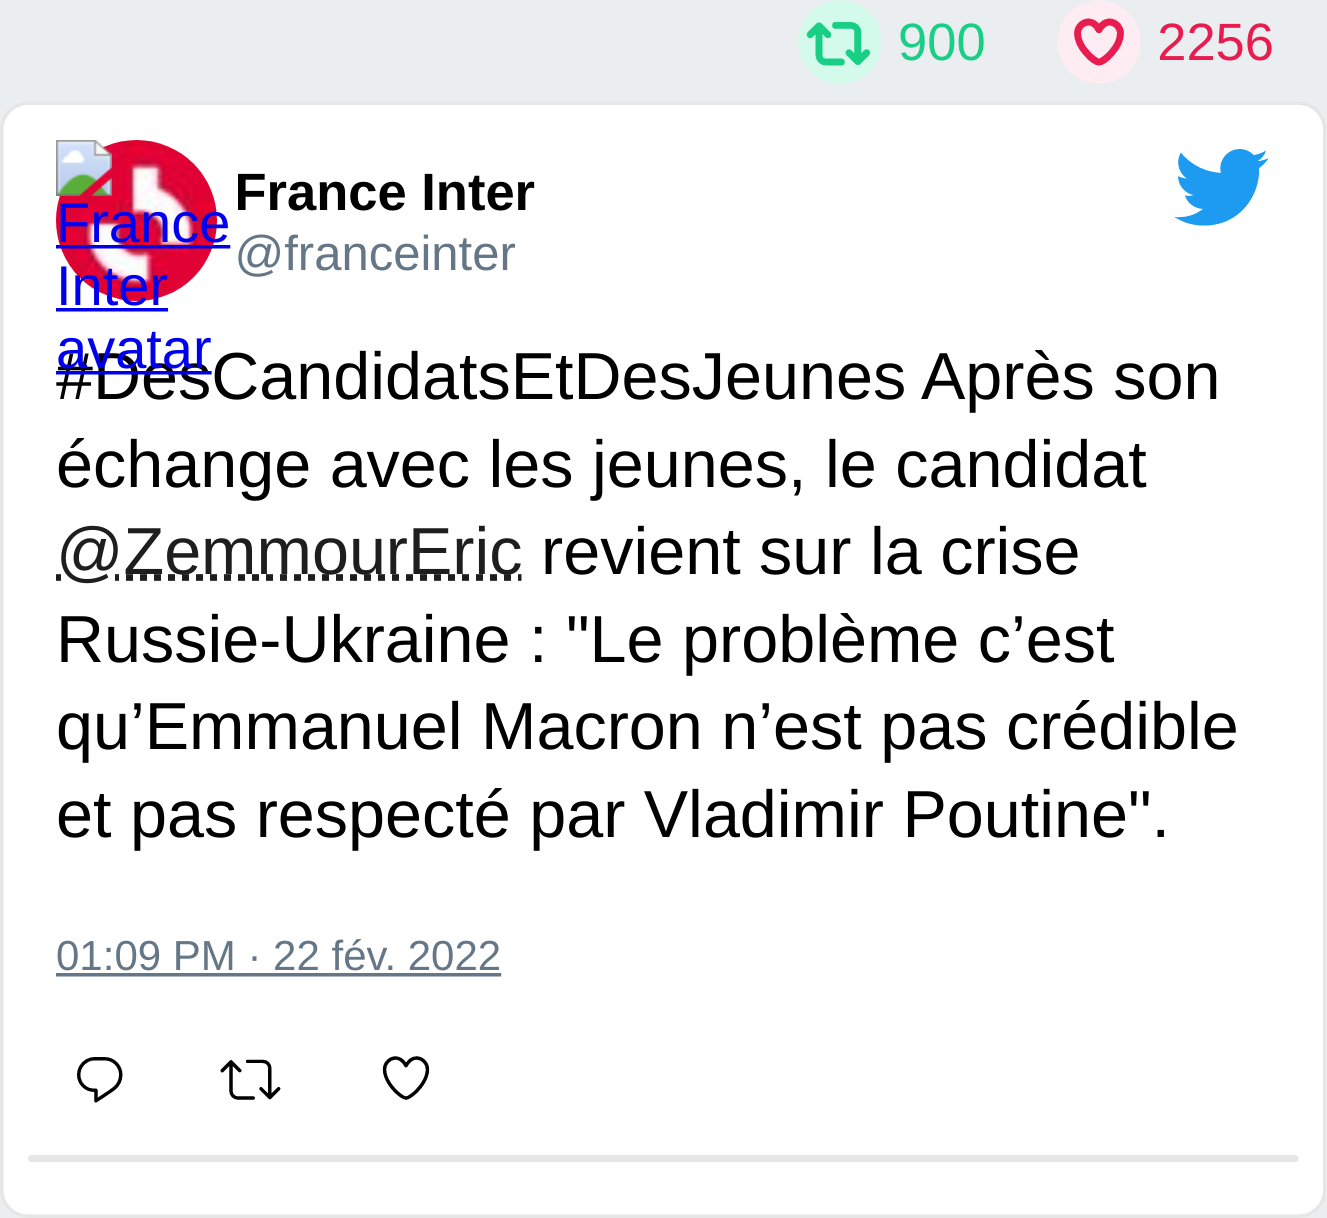 900 2256
France Inter
@franceinter
France
Inter
avatar
#DesCandidatsEtDesJeunes Après son
échange avec les jeunes, le candidat
@ZemmourEric revient sur la crise
Russie-Ukraine : "Le problème c’est
qu’Emmanuel Macron n’est pas crédible
et pas respecté par Vladimir Poutine".
01:09 PM · 22 fév. 2022